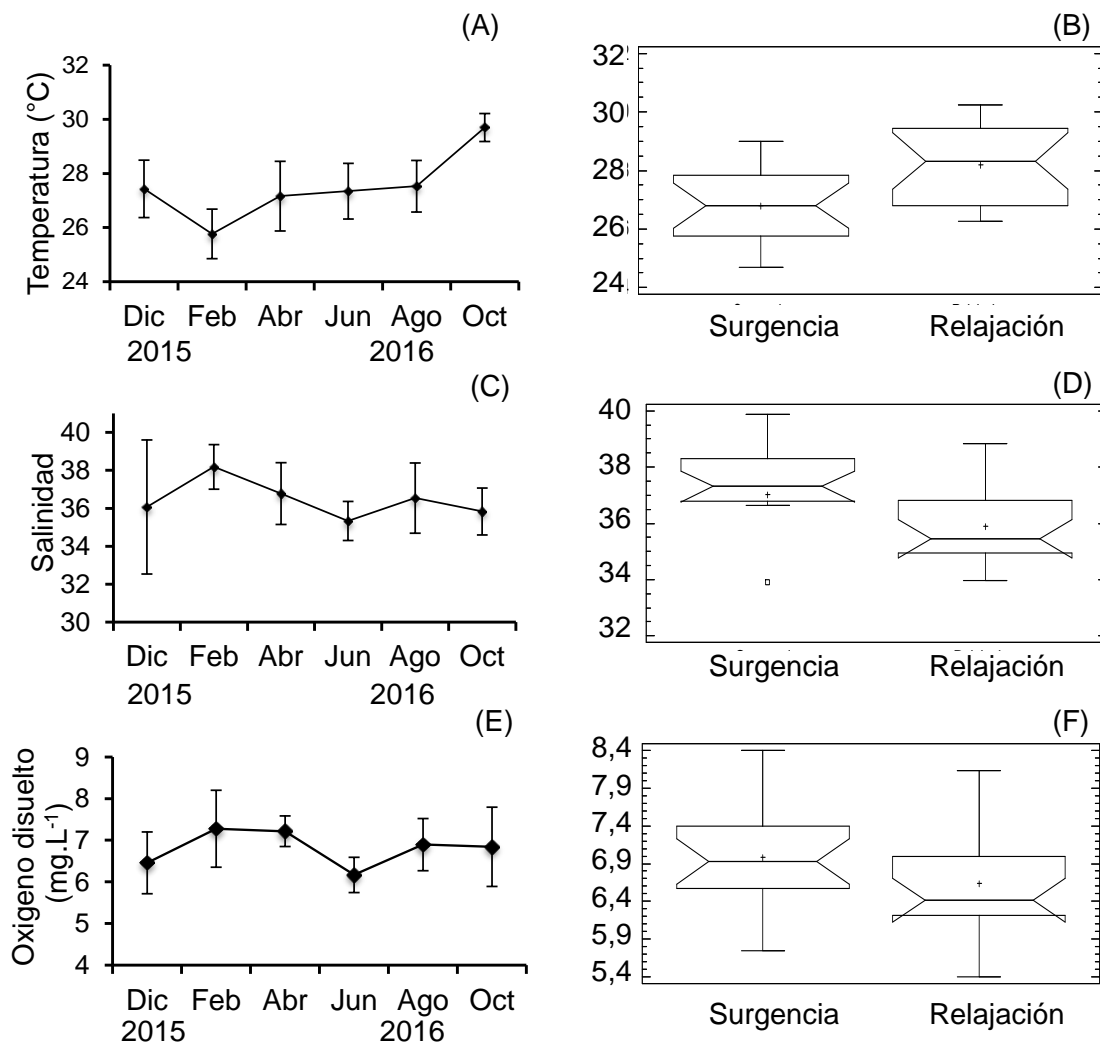 (A)
Temperatura (°C)
32
30
28
26
24
Dic Feb Abr Jun Ago Oct
2015 2016
(B)
32
30
28
26
24
Surgencia Relajación
(C)
Salinidad
40
38
36
34
32
30
Dic Feb Abr Jun Ago Oct
2015 2016
(D)
40
38
36
34
32
Surgencia Relajación
(E)
Oxigeno disuelto
(mg.L-1)
9
8
7
6
5
4
Dic Feb Abr Jun Ago Oct
2015 2016
(F)
8,4
7,9
7,4
6,9
6,4
5,9
5,4
Surgencia Relajación